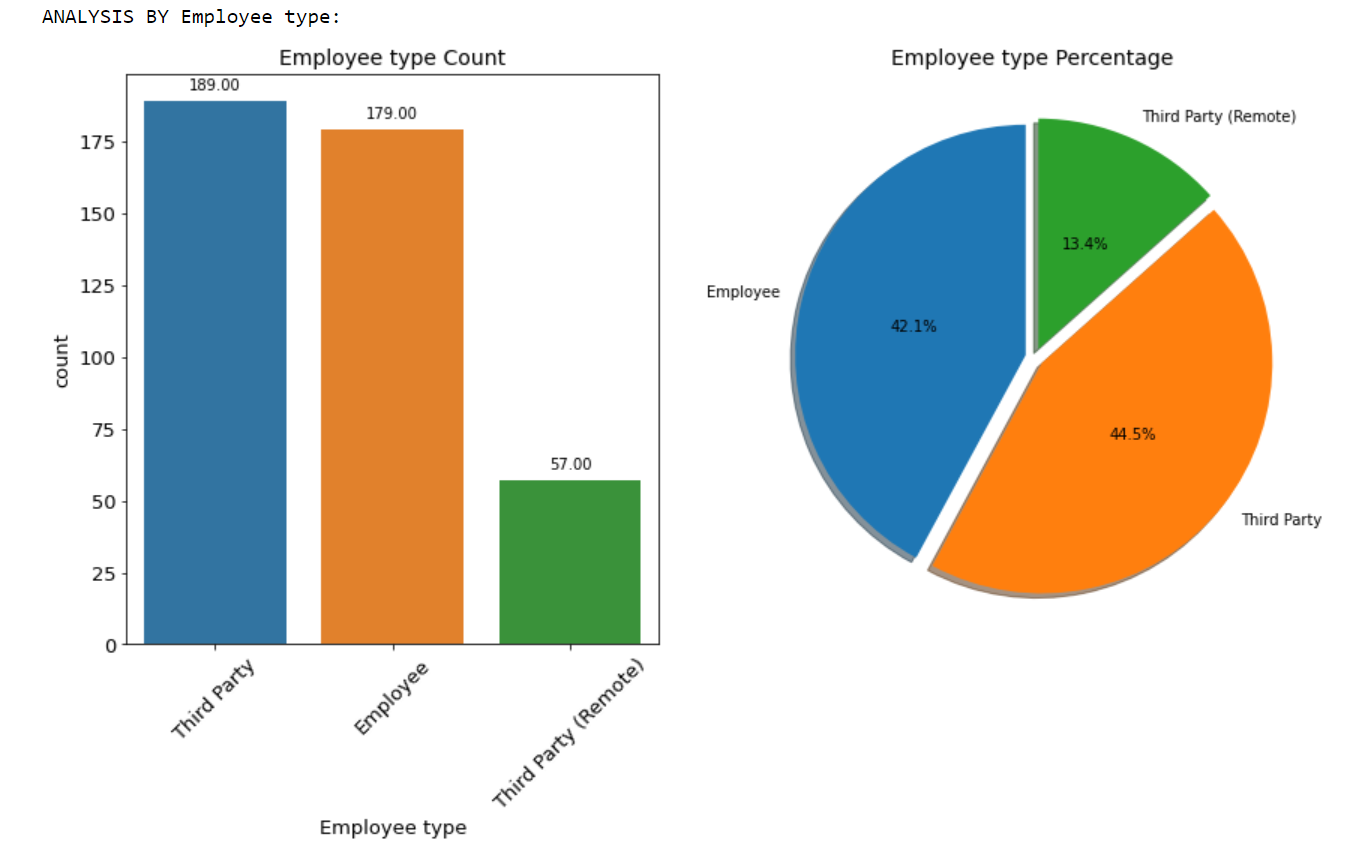 ANALYSIS BY Employee type:
Employee type Count
189.00
179.00
57.00
175
150
125
100
75
50
25
0
count
Third Party
Employee
Third Party (Remote)
Employee type
Employee type Percentage
Third Party (Remote)
13.4%
Employee
42.1%
44.5%
Third Party